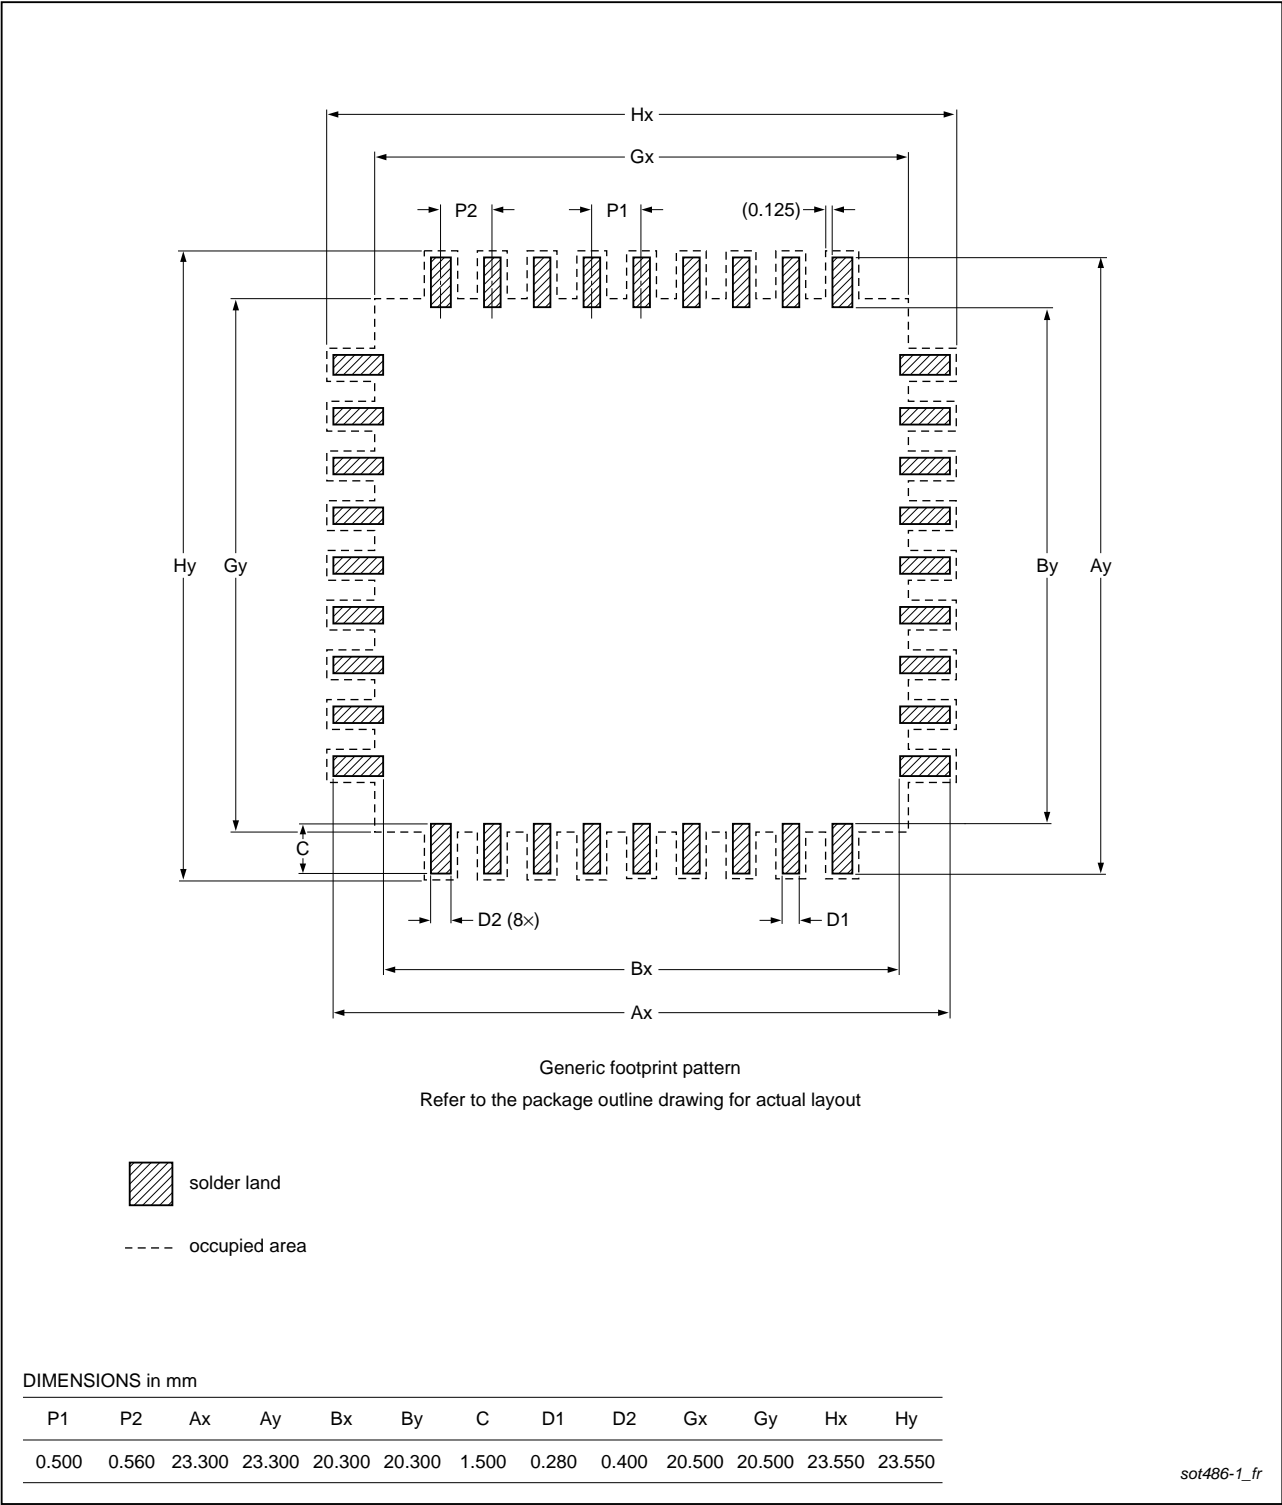 Hx
Gx
P2 P1 (0.125)
Hy Gy By Ay
C
D2 (8×) D1
Bx
Ax
Generic footprint pattern
Refer to the package outline drawing for actual layout
solder land
occupied area
DIMENSIONS in mm
P1 P2 Ax Ay Bx By C D1 D2 Gx Gy Hx Hy
0.500 0.560 23.300 23.300 20.300 20.300 1.500 0.280 0.400 20.500 20.500 23.550 23.550
sot486-1_fr